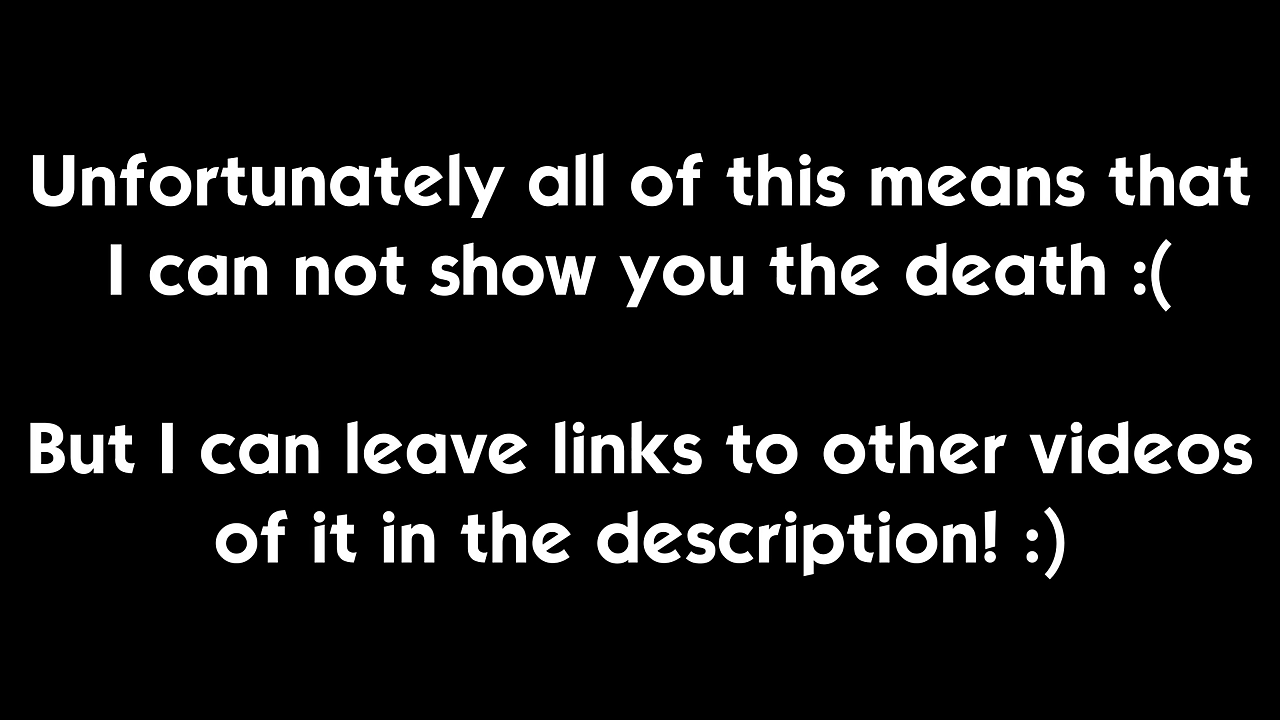 Unfortunately all of this means that
I can not show you the death :(
But I can leave links to other videos
of it in the description! :)